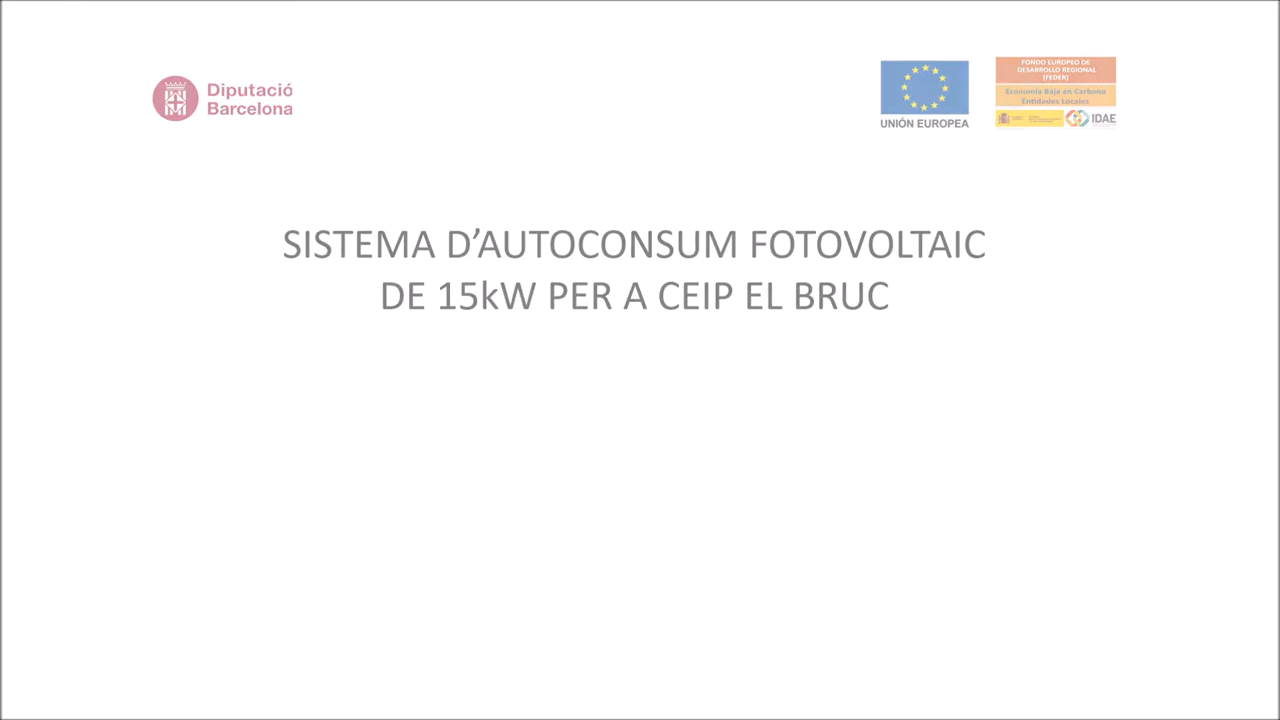 Diputació
Barcelona
UNIÓN EUROPEA
FONDO EUROPEO DE
DESARROLLO REGIONAL
(FEDER)
Economía Baja en Carbono
Entidades Locales
IDAE
SISTEMA D’AUTOCONSUM FOTOVOLTAIC
DE 15kW PER A CEIP EL BRUC